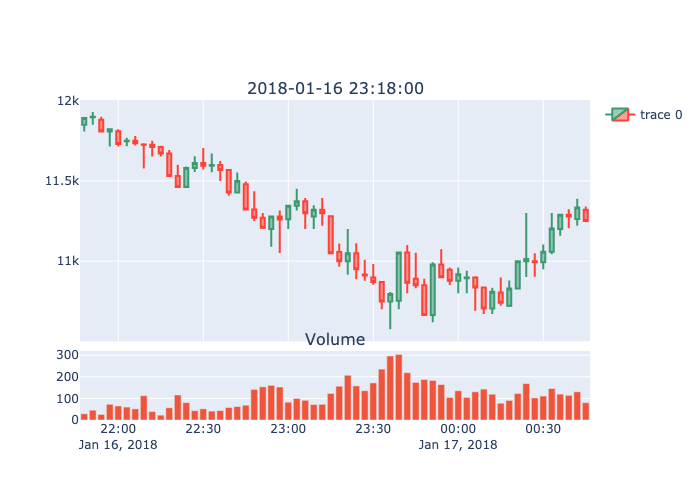 2018-01-16 23:18:00
12k
11.5k
11k
trace 0
Volume
300
200
100
0
22:00 22:30 23:00 23:30 00:00 00:30
Jan 16, 2018 Jan 17, 2018